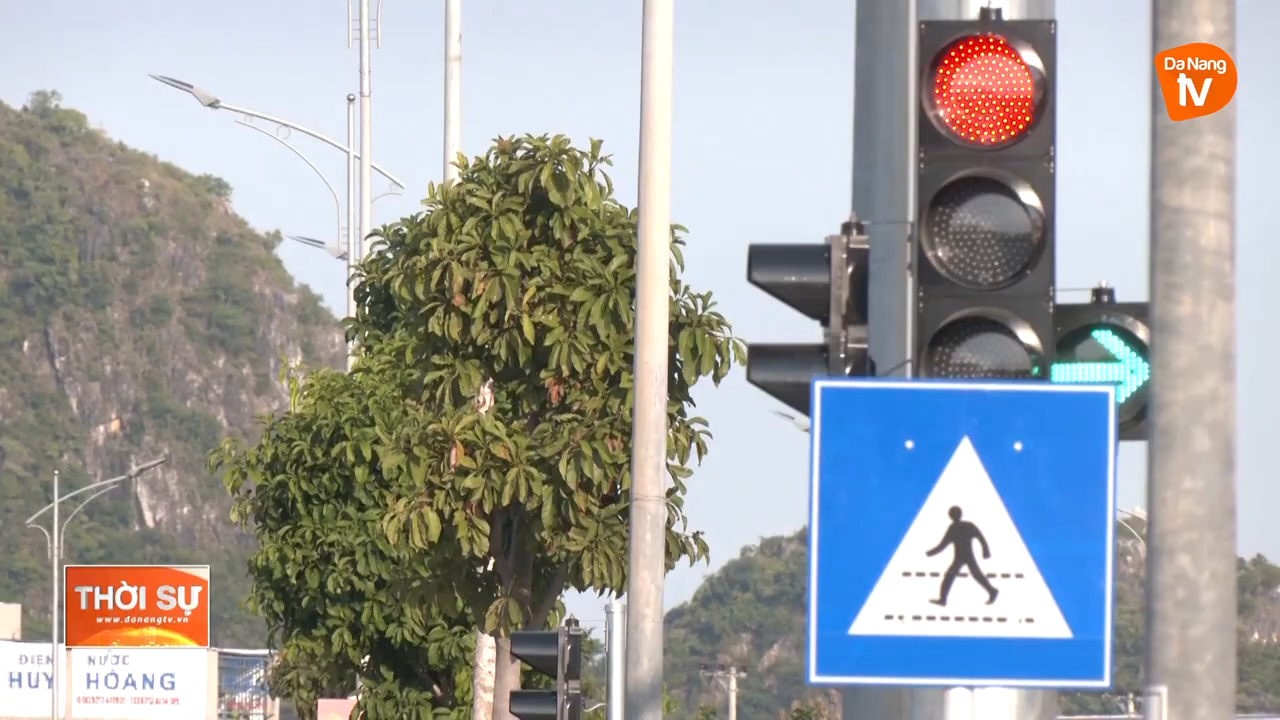 Da Nang
tv
THỜI SỰ
www.danangtv.vn
ĐIỆN NƯỚC
HUY HOÀNG